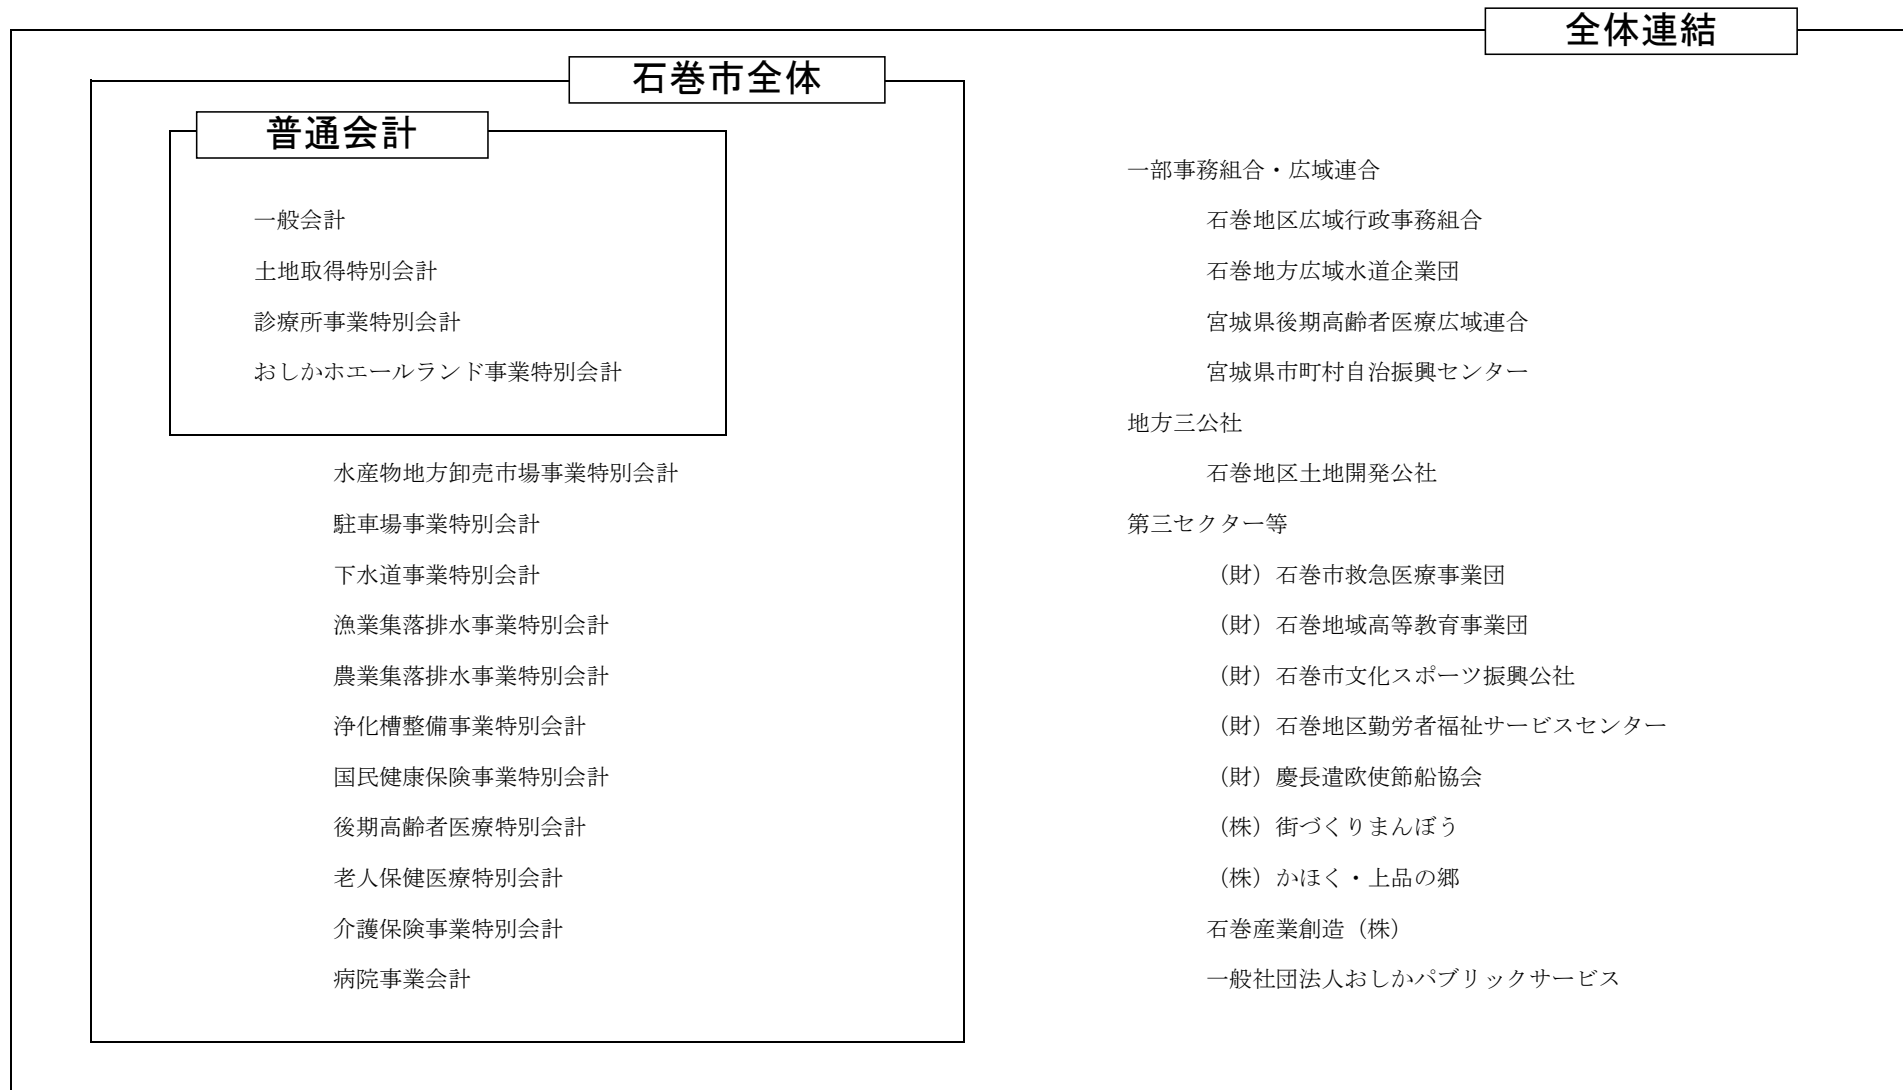 全体連結
石巻市全体
普通会計
一般会計
土地取得特別会計
診療所事業特別会計
おしかホエールランド事業特別会計
水産物地方卸売市場事業特別会計
駐車場事業特別会計
下水道事業特別会計
漁業集落排水事業特別会計
農業集落排水事業特別会計
浄化槽整備事業特別会計
国民健康保険事業特別会計
後期高齢者医療特別会計
老人保健医療特別会計
介護保険事業特別会計
病院事業会計
一部事務組合・広域連合
石巻地区広域行政事務組合
石巻地方広域水道企業団
宮城県後期高齢者医療広域連合
宮城県市町村自治振興センター
地方三公社
石巻地区土地開発公社
第三セクター等
（財）石巻市救急医療事業団
（財）石巻地域高等教育事業団
（財）石巻市文化スポーツ振興公社
（財）石巻地区勤労者福祉サービスセンター
（財）慶長遣欧使節船協会
（株）街づくりまんぼう
（株）かほく・上品の郷
石巻産業創造（株）
一般社団法人おしかパブリックサービス